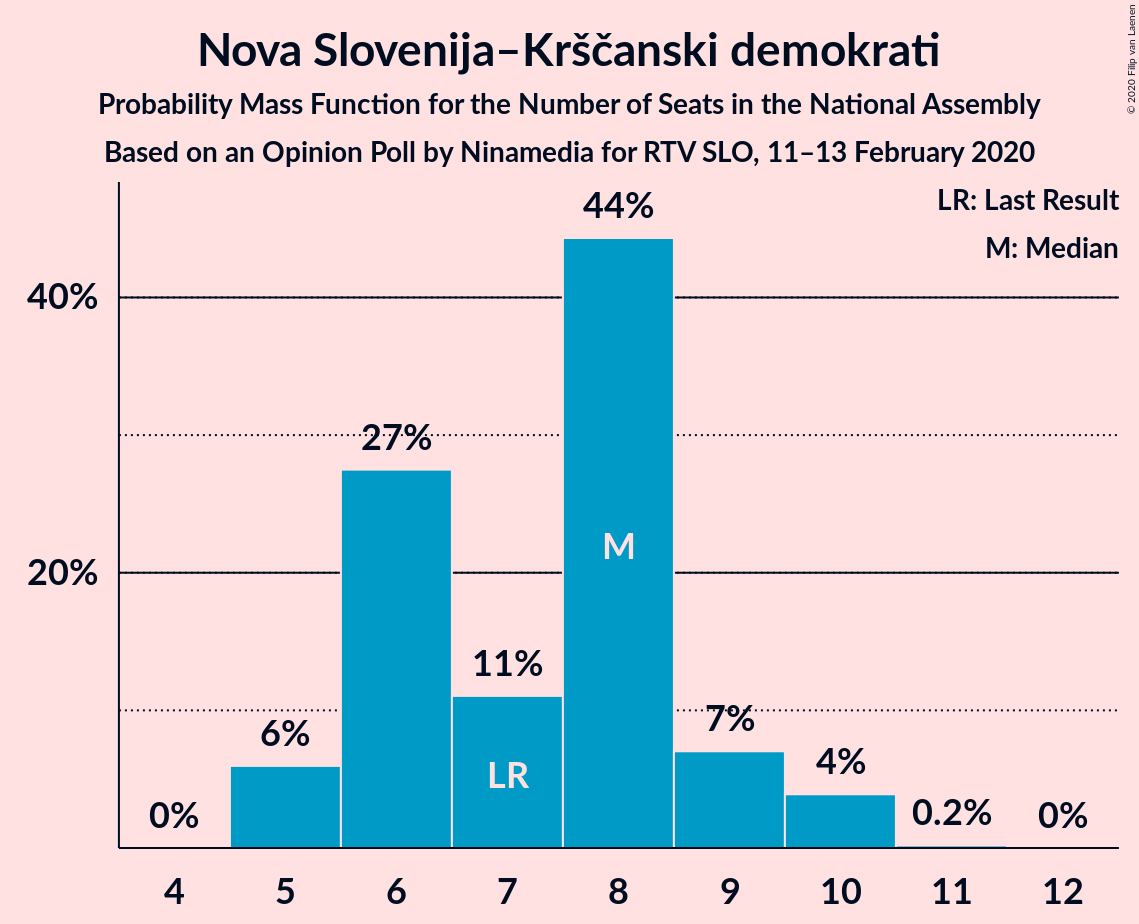 Nova Slovenija–Krščanski demokrati
Probability Mass Function for the Number of Seats in the National Assembly
Based on an Opinion Poll by Ninamedia for RTV SLO, 11–13 February 2020
© 2020 Filip van Laenen
LR: Last Result
M: Median
40%
20%
0%
6%
27%
11%
44%
7%
4%
0.2%
0%
LR
M
4 5 6 7 8 9 10 11 12